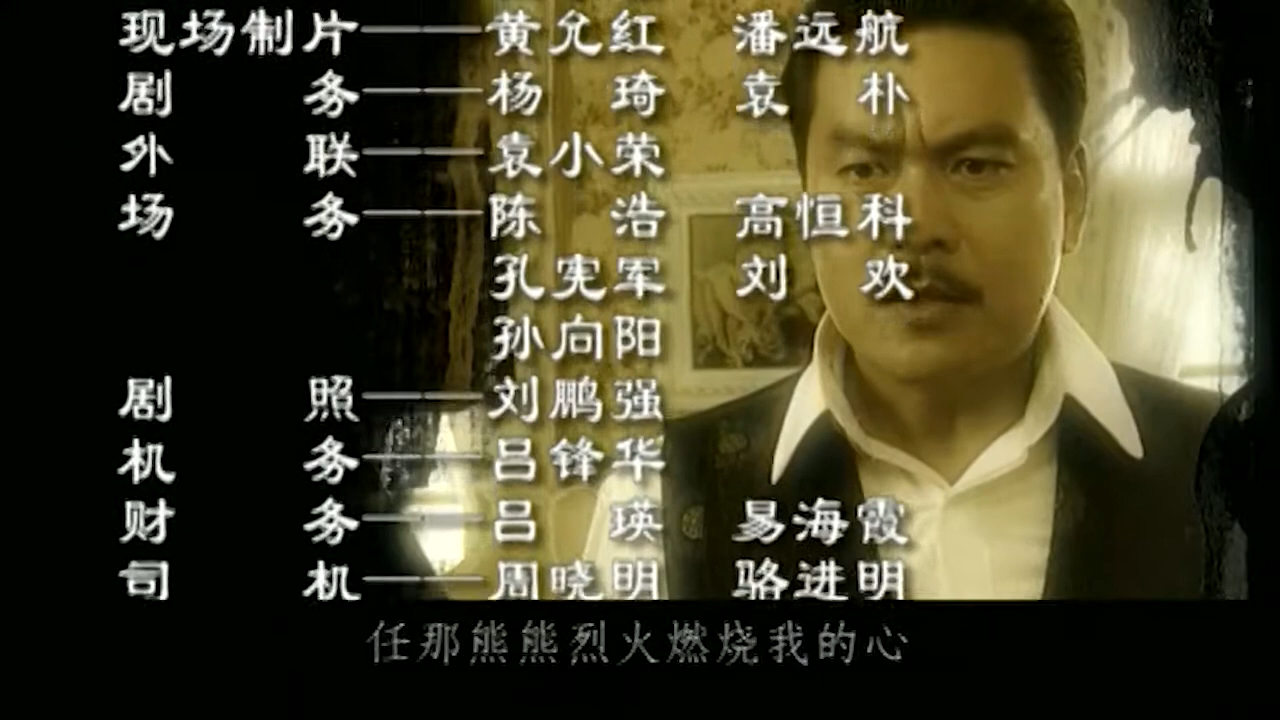 现场制片——黄允红 潘远航
剧务——杨琦 袁朴
外联——袁小荣
场务——陈浩 高恒科
孔宪军 刘欢
孙向阳
剧照——刘鹏强
机务——吕锋华
财务——吕瑛 易海霞
司机——周晓明 骆进明
任那熊熊烈火燃烧我的心